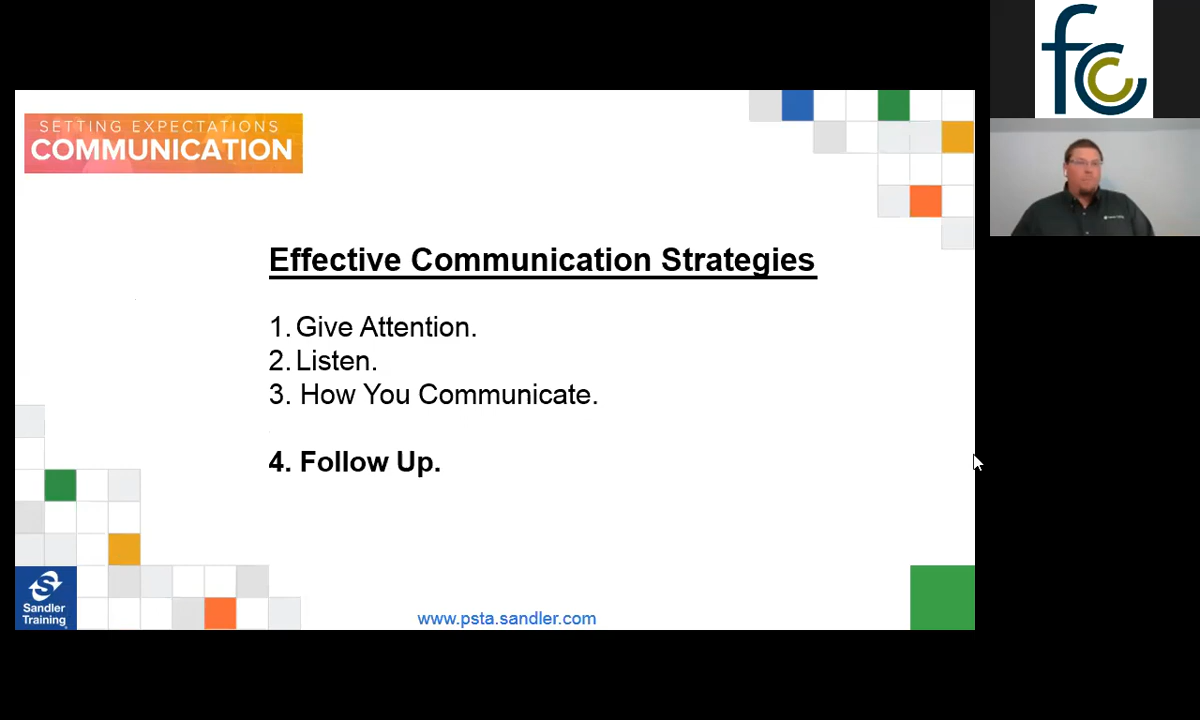 SETTING EXPECTATIONS
COMMUNICATION
Effective Communication Strategies
1. Give Attention.
2. Listen.
3. How You Communicate.
4. Follow Up.
Sandler
Training
www.psta.sandler.com
fcc